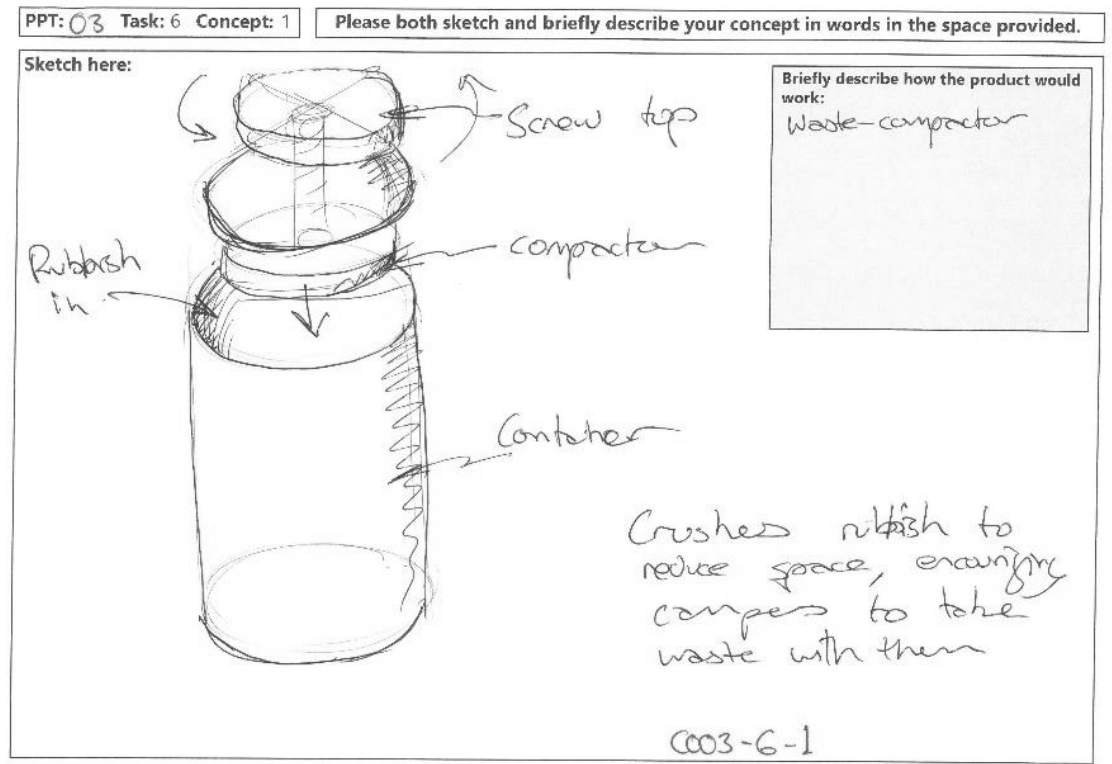 PPT: 03 Task: 6 Concept: 1
Please both sketch and briefly describe your concept in words in the space provided.
Sketch here:
Briefly describe how the product would
work:
Waste-compactor
Screw top
compactor
Rubbish
in
Container
Crushes rubbish to
reduce space, encouraging
campers to take
waste with them
C003-6-1